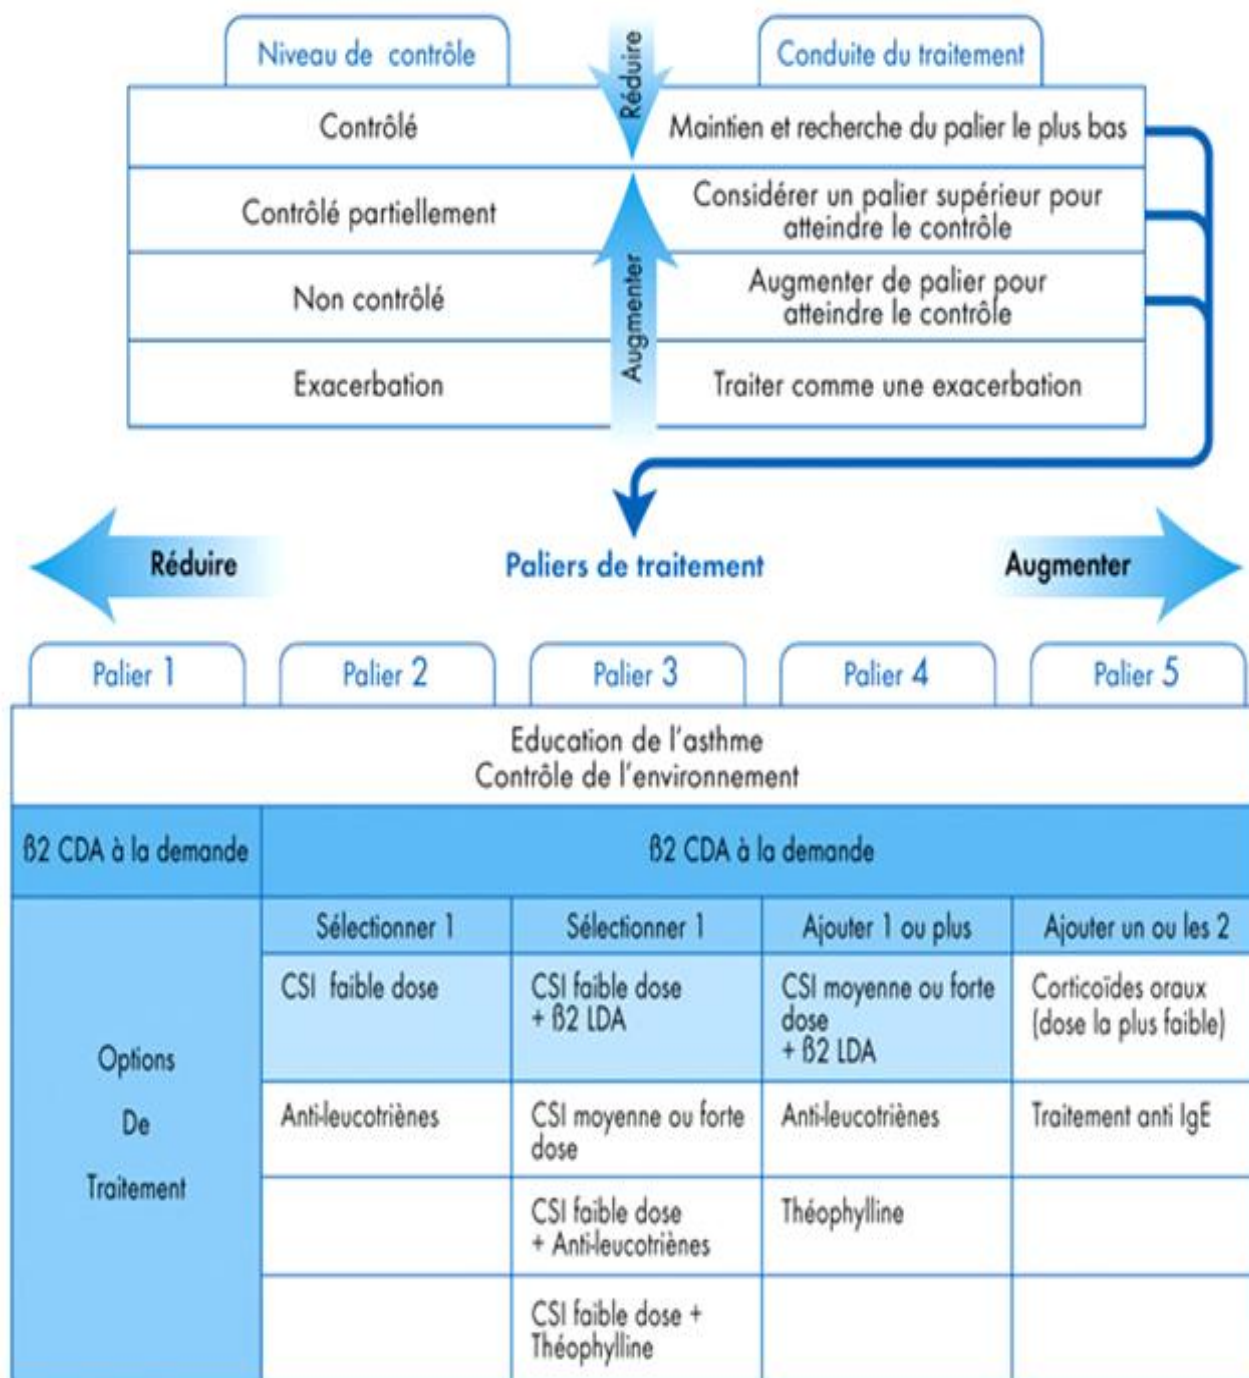 Niveau de contrôle
Réduire
Conduite du traitement
Contrôlé
Maintien et recherche du palier le plus bas
Contrôlé partiellement
Considérer un palier supérieur pour
atteindre le contrôle
Augmenter
Non contrôlé
Augmenter de palier pour
atteindre le contrôle
Exacerbation
Traiter comme une exacerbation
Réduire
Paliers de traitement
Augmenter
Palier 1
Palier 2
Palier 3
Palier 4
Palier 5
Education de l'asthme
Contrôle de l'environnement
ß2 CDA à la demande
ß2 CDA à la demande
Options
De
Traitement
Sélectionner 1
Sélectionner 1
Ajouter 1 ou plus
Ajouter un ou les 2
CSI faible dose
CSI faible dose
+ ß2 LDA
CSI moyenne ou forte
dose
+ ß2 LDA
Corticoïdes oraux
(dose la plus faible)
Anti-leucotriènes
CSI moyenne ou forte
dose
Anti-leucotriènes
Traitement anti IgE
CSI faible dose
+ Anti-leucotriènes
Théophylline
CSI faible dose +
Théophylline